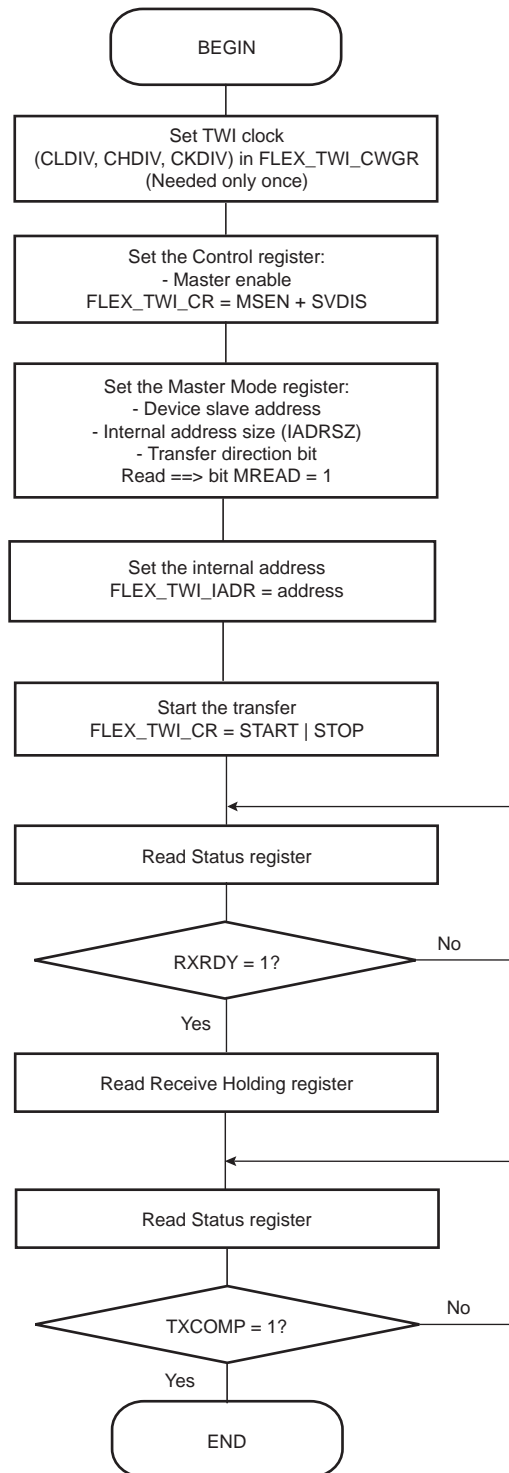 BEGIN
Set TWI clock
(CLDIV, CHDIV, CKDIV) in FLEX_TWI_CWGR
(Needed only once)
Set the Control register:
- Master enable
FLEX_TWI_CR = MSEN + SVDIS
Set the Master Mode register:
- Device slave address
- Internal address size (IADRSZ)
- Transfer direction bit
Read ==> bit MREAD = 1
Set the internal address
FLEX_TWI_IADR = address
Start the transfer
FLEX_TWI_CR = START | STOP
Read Status register
RXRDY = 1?
No
Yes
Read Receive Holding register
Read Status register
TXCOMP = 1?
No
Yes
END